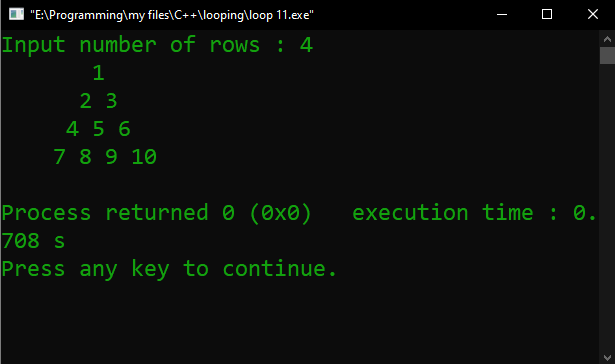 "E:\Programming\my files\C++\looping\loop 11.exe"
Input number of rows : 4
       1
      2 3
     4 5 6
    7 8 9 10

Process returned 0 (0x0)   execution time : 0.
708 s
Press any key to continue.